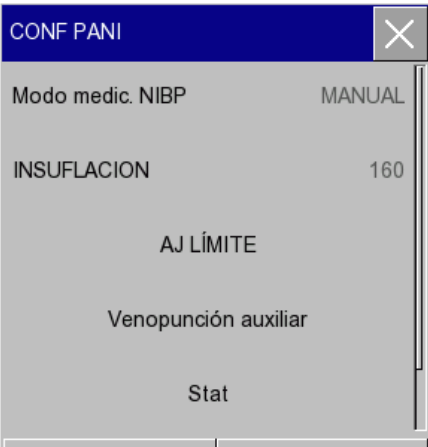 CONF PANI
Modo medic. NIBP MANUAL
INSUFLACION 160
AJ LÍMITE
Venopunción auxiliar
Stat